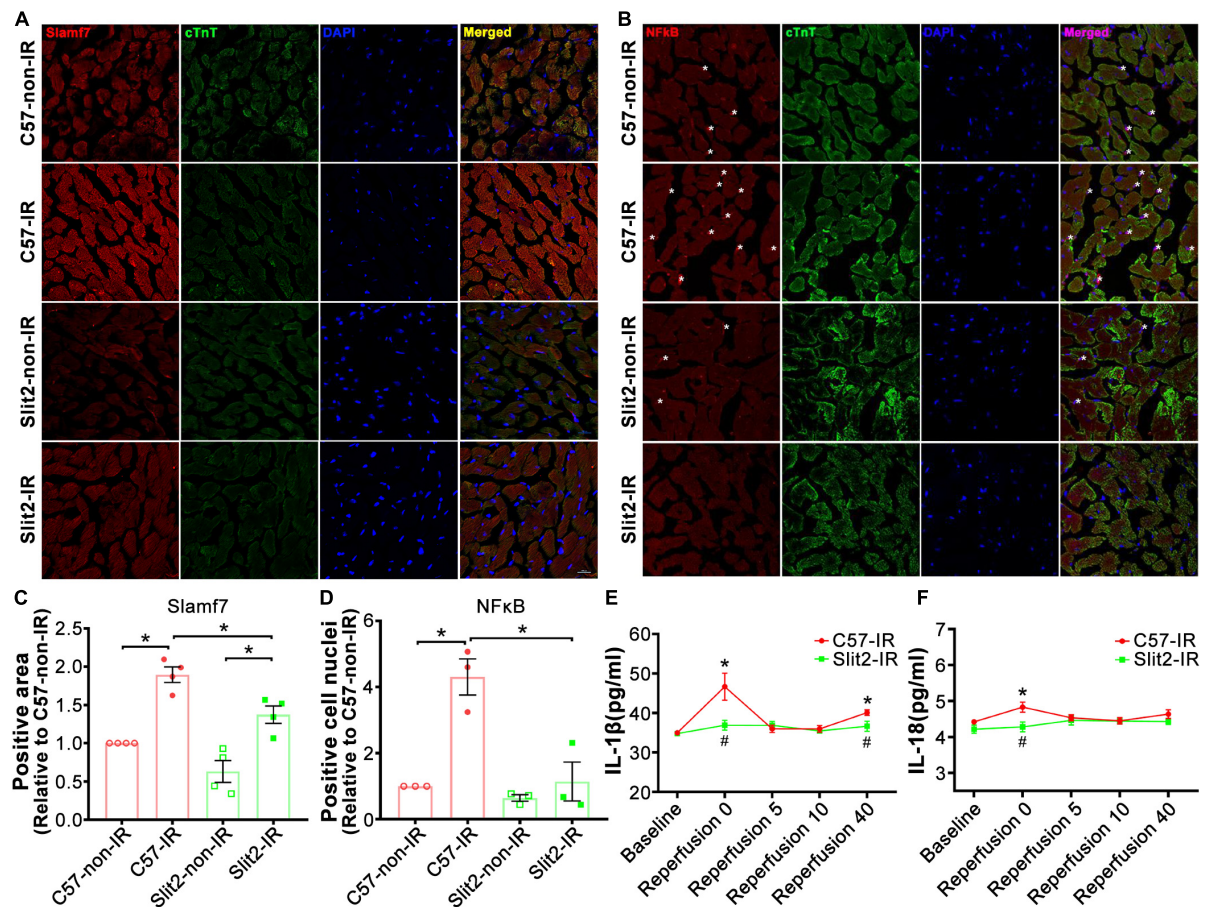 A
B
Slamf7 cTnT DAPI Merged
NFκB cTnT DAPI Merged
C57-non-IR
C57-IR
Slit2-non-IR
Slit2-IR
C57-non-IR
C57-IR
Slit2-non-IR
Slit2-IR
C
Slamf7
Positive area
(Relative to C57-non-IR)
2.5
2.0
1.5
1.0
0.5
0.0
* * *
C57-non-IR
C57-IR
Slit2-non-IR
Slit2-IR
D
NFκB
Positive cell nuclei
(Relative to C57-non-IR)
6
4
2
0
* *
C57-non-IR
C57-IR
Slit2-non-IR
Slit2-IR
E
IL-1β(pg/ml)
60
50
40
30
20
C57-IR
Slit2-IR
* *
# #
Baseline
Reperfusion 0
Reperfusion 5
Reperfusion 10
Reperfusion 40
F
IL-18(pg/ml)
7
6
5
4
3
C57-IR
Slit2-IR
*
#
Baseline
Reperfusion 0
Reperfusion 5
Reperfusion 10
Reperfusion 40